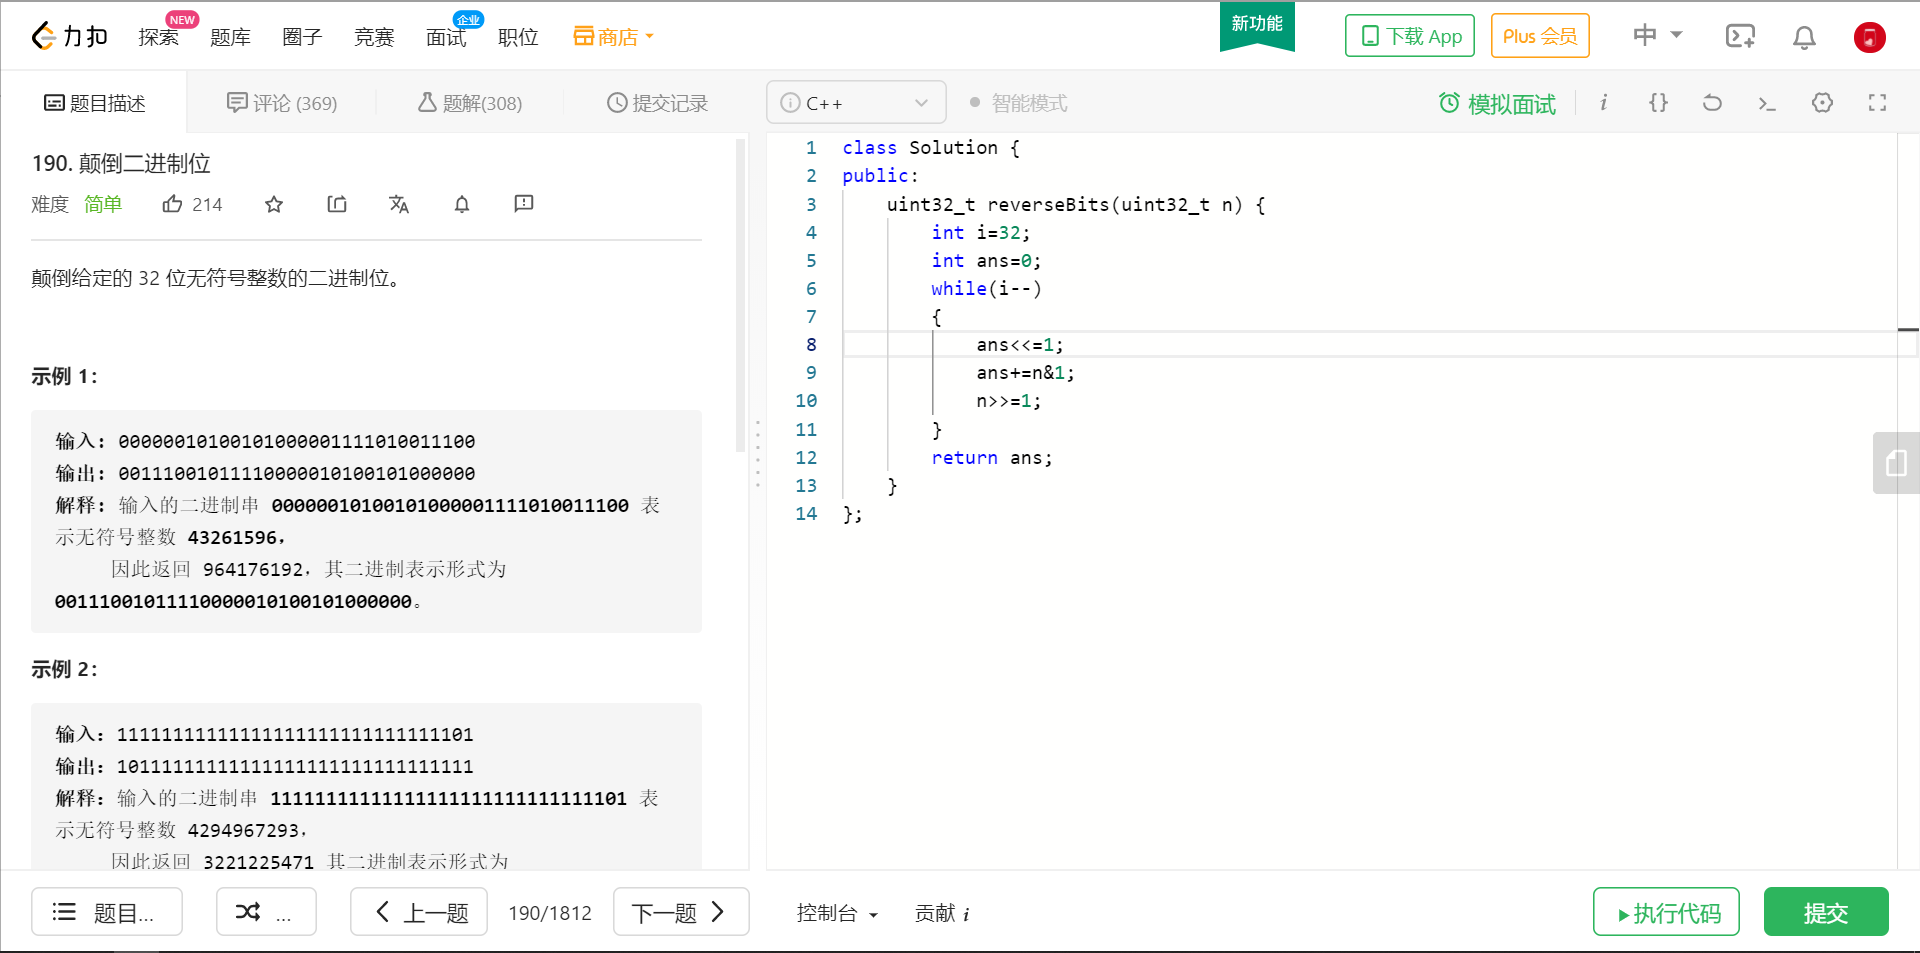 力扣 探索 NEW 题库 圈子 竞赛 面试 企业 职位 商店 新功能 下载 App Plus 会员 中
题目描述 评论 (369) 题解(308) 提交记录 C++ 智能模式 模拟面试 i {}
190. 颠倒二进制位
难度 简单 214
颠倒给定的 32 位无符号整数的二进制位。
示例 1：
输入：00000010100101000001111010011100
输出：00111001011110000010100101000000
解释：输入的二进制串 00000010100101000001111010011100 表
示无符号整数 43261596，
因此返回 964176192，其二进制表示形式为
00111001011110000010100101000000。
示例 2：
输入：11111111111111111111111111111101
输出：10111111111111111111111111111111
解释：输入的二进制串 11111111111111111111111111111101 表
示无符号整数 4294967293，
因此返回 3221225471 其二进制表示形式为
1 class Solution {
2 public:
3 uint32_t reverseBits(uint32_t n) {
4 int i=32;
5 int ans=0;
6 while(i--)
7 {
8 ans<<=1;
9 ans+=n&1;
10 n>>=1;
11 }
12 return ans;
13 }
14 };
题目... ... 上一题 190/1812 下一题 控制台 贡献 i 执行代码 提交